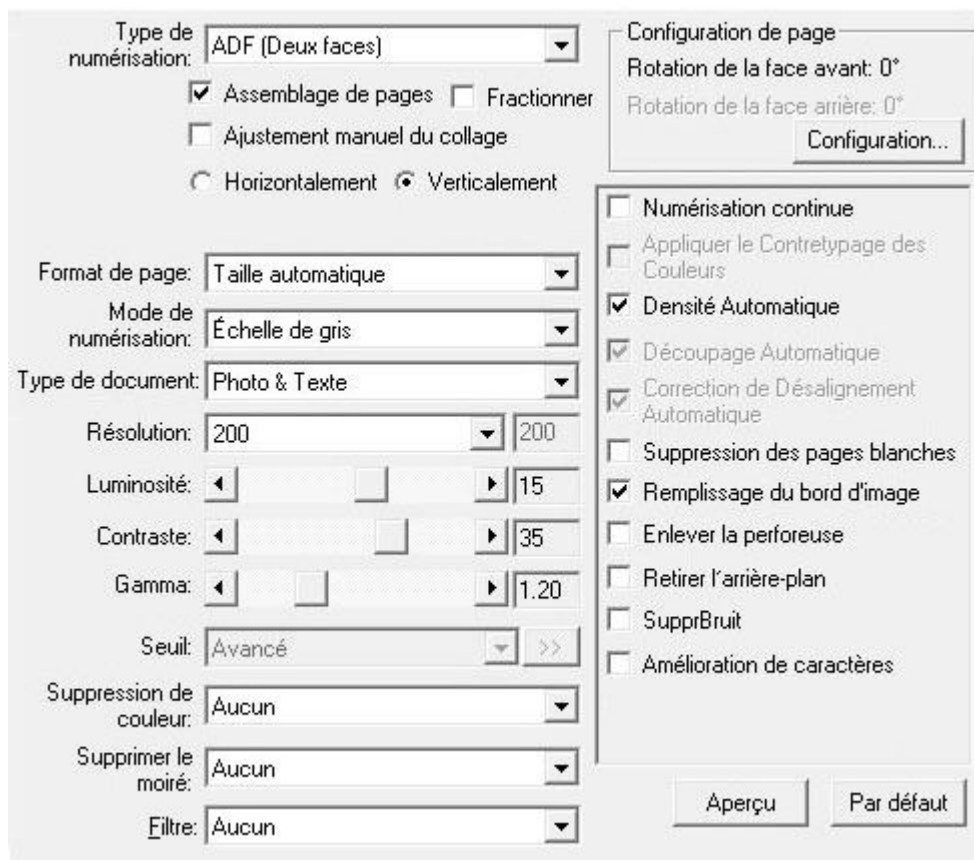 Type de
numérisation:
ADF (Deux faces)
Assemblage de pages
Fractionner
Ajustement manuel du collage
Horizontalement
Verticalement
Format de page:
Taille automatique
Mode de
numérisation:
Échelle de gris
Type de document:
Photo & Texte
Résolution:
200
200
Luminosité:
15
Contraste:
35
Gamma:
1.20
Seuil:
Avancé
>>
Suppression de
couleur:
Aucun
Supprimer le
moiré:
Aucun
Filtre:
Aucun
Configuration de page
Rotation de la face avant: 0°
Rotation de la face arrière: 0°
Configuration...
Numérisation continue
Appliquer le Contretypage des
Couleurs
Densité Automatique
Découpage Automatique
Correction de Désalignement
Automatique
Suppression des pages blanches
Remplissage du bord d'image
Enlever la perforeuse
Retirer l´arrière-plan
SupprBruit
Amélioration de caractères
Aperçu
Par défaut